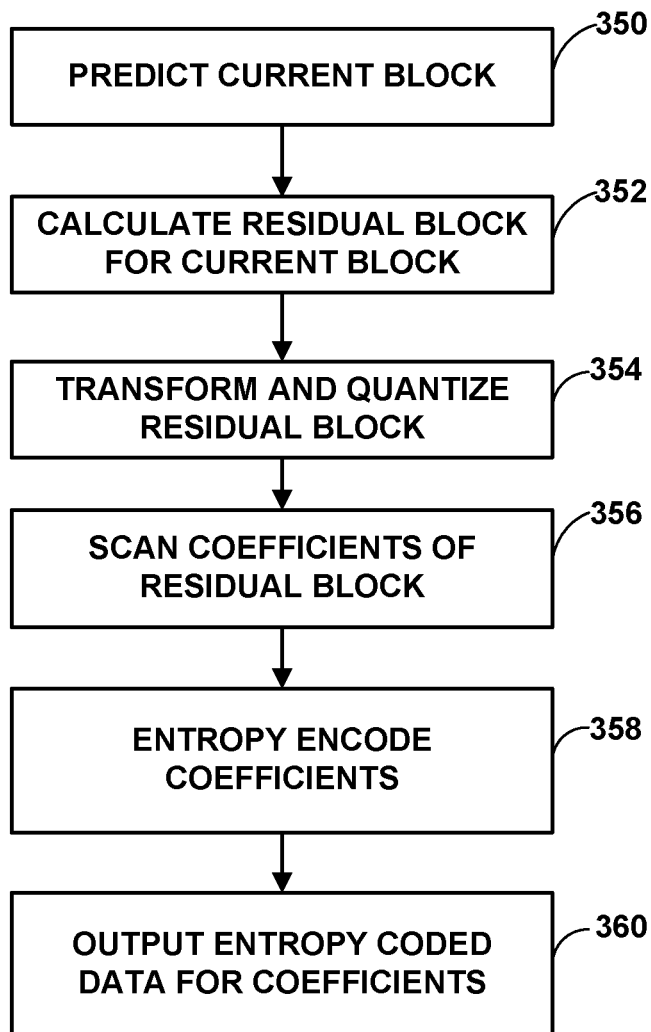 350
PREDICT CURRENT BLOCK
352
CALCULATE RESIDUAL BLOCK
FOR CURRENT BLOCK
354
TRANSFORM AND QUANTIZE
RESIDUAL BLOCK
356
SCAN COEFFICIENTS OF
RESIDUAL BLOCK
358
ENTROPY ENCODE
COEFFICIENTS
360
OUTPUT ENTROPY CODED
DATA FOR COEFFICIENTS